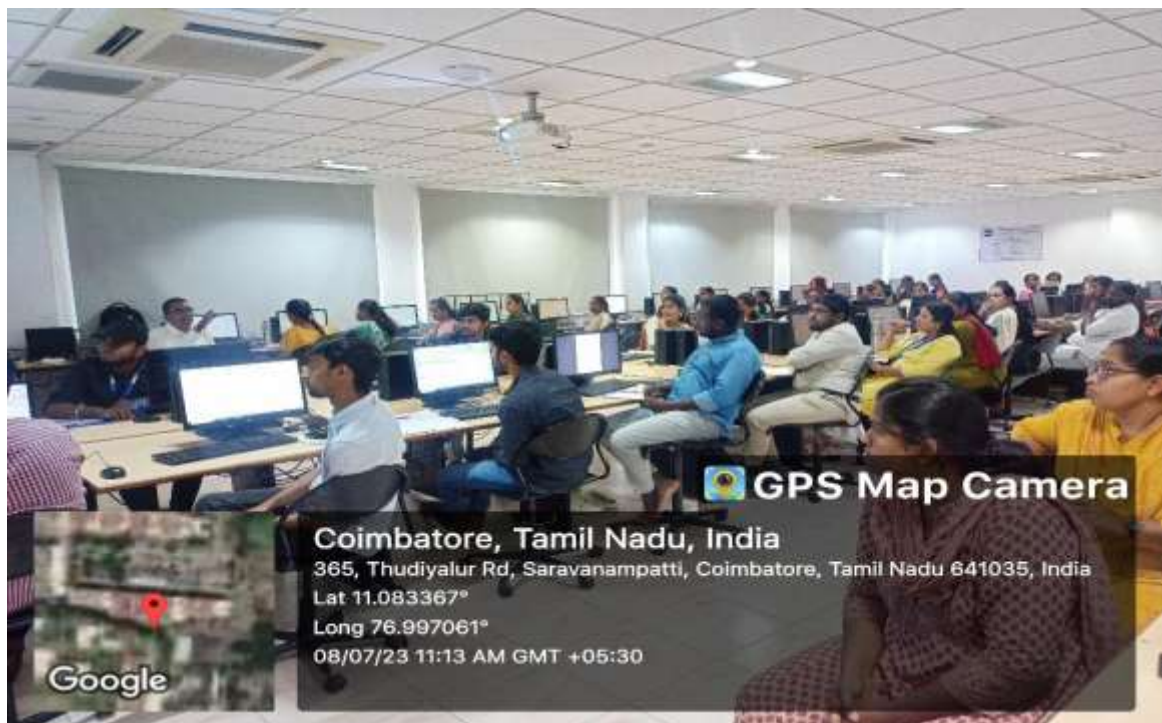 GPS Map Camera
Coimbatore, Tamil Nadu, India
365, Thudiyalur Rd, Saravanampatti, Coimbatore, Tamil Nadu 641035, India
Lat 11.083367°
Long 76.997061°
08/07/23 11:13 AM GMT +05:30
Google